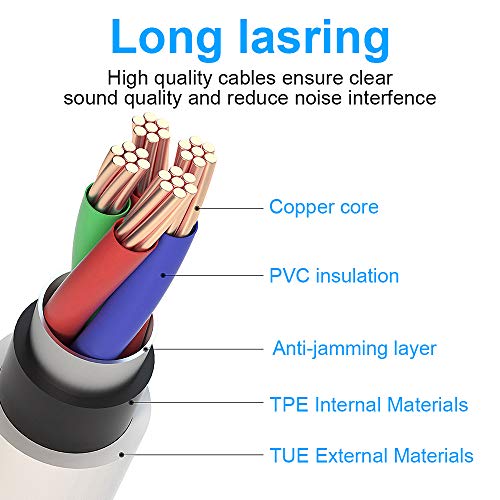 Long lasring
High quality cables ensure clear
sound quality and reduce noise interfence
Copper core
PVC insulation
Anti-jamming layer
TPE Internal Materials
TUE External Materials